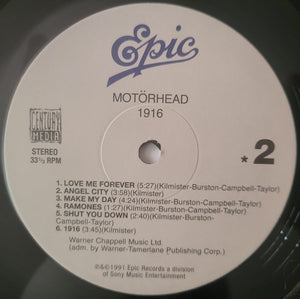 Epic
MOTÖRHEAD
1916
CENTURY
MEDIA
STEREO
33⅓ RPM
*2
1. LOVE ME FOREVER (5:27)(Kilmister-Burston-Campbell-Taylor)
2. ANGEL CITY (3:58)(Kilmister)
3. MAKE MY DAY (4:24)(Kilmister-Burston-Campbell-Taylor)
4. RAMONES (1:27)(Kilmister-Burston-Campbell-Taylor)
5. SHUT YOU DOWN (2:40)(Kilmister-Burston-
Campbell-Taylor)
6. 1916 (3:45)(Kilmister)
Warner Chappell Music Ltd.
(adm. by Warner-Tamerlane Publishing Corp.)
℗&©1991 Epic Records a division
of Sony Music Entertainment